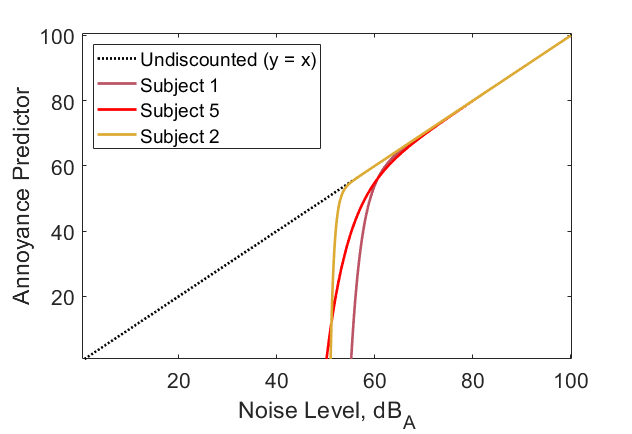 100
80
60
40
20
Annoyance Predictor
Undiscounted (y = x)
Subject 1
Subject 5
Subject 2
20 40 60 80 100
Noise Level, dB_A